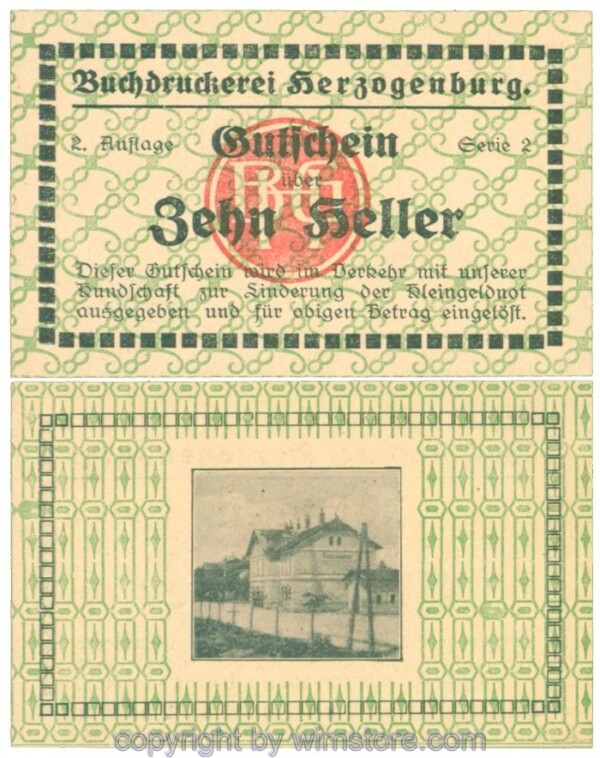 Buchdruckerei Herzogenburg.
2. Auflage Gutschein Serie 2
über
Zehn Heller
Dieser Gutschein wird im Verkehr mit unserer
Kundschaft zur Linderung der Kleingeldnot
ausgegeben und für obigen Betrag eingelöst.
copyright by wimstore.com